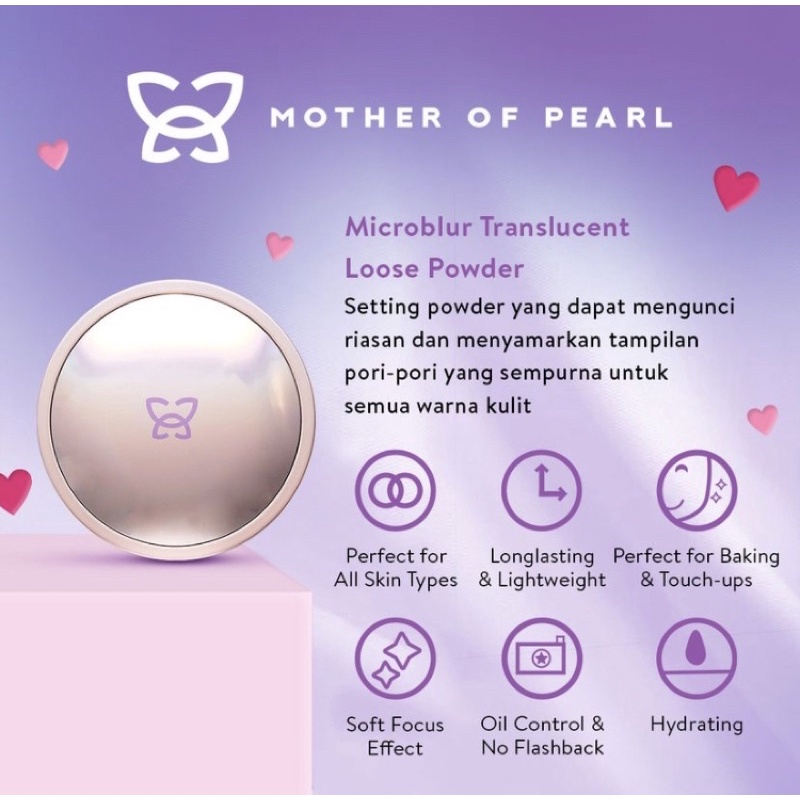 MOTHER OF PEARL
Microblur Translucent
Loose Powder
Setting powder yang dapat mengunci
riasan dan menyamarkan tampilan
pori-pori yang sempurna untuk
semua warna kulit
Perfect for
All Skin Types
Longlasting
& Lightweight
Perfect for Baking
& Touch-ups
Soft Focus
Effect
Oil Control &
No Flashback
Hydrating